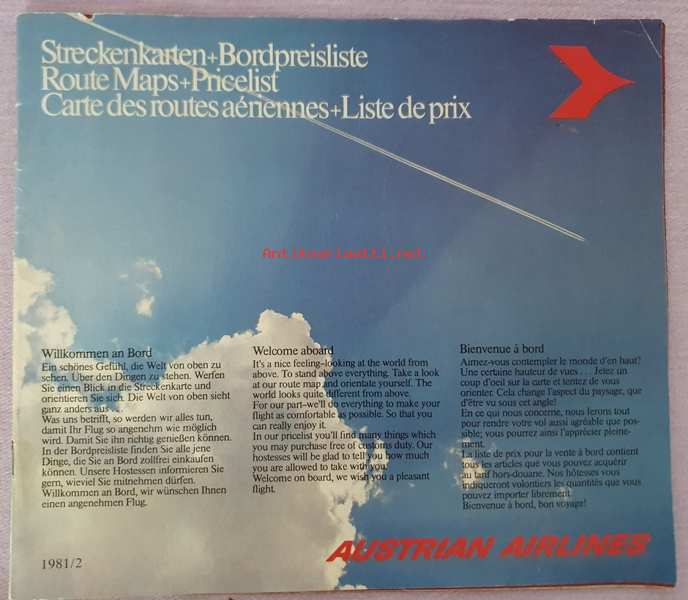 Streckenkarten+Bordpreisliste
Route Maps+Pricelist
Carte des routes aériennes+Liste de prix
Antikvariaatti.net
Willkommen an Bord
Ein schönes Gefühl, die Welt von oben zu
sehen. Über den Dingen zu stehen. Werfen
Sie einen Blick in die Streckenkarte und
orientieren Sie sich. Die Welt von oben sieht
ganz anders aus ...
Was uns betrifft, so werden wir alles tun,
damit Ihr Flug so angenehm wie möglich
wird. Damit Sie ihn richtig genießen können.
In der Bordpreisliste finden Sie alle jene
Dinge, die Sie an Bord zollfrei einkaufen
können. Unsere Hostessen informieren Sie
gern, wieviel Sie mitnehmen dürfen.
Willkommen an Bord, wir wünschen Ihnen
einen angenehmen Flug.
Welcome aboard
It's a nice feeling–looking at the world from
above. To stand above everything. Take a look
at our route map and orientate yourself. The
world looks quite different from above.
For our part–we'll do everything to make your
flight as comfortable as possible. So that you
can really enjoy it.
In our pricelist you'll find many things which
you may purchase free of customs duty. Our
hostesses will be glad to tell you how much
you are allowed to take with you.
Welcome on board, we wish you a pleasant
flight.
Bienvenue à bord
Aimez-vous contempler le monde d'en haut?
Une certaine hauteur de vues ... Jetez un
coup d'oeil sur la carte et tentez de vous
orienter. Cela change l'aspect du paysage, que
d'être vu sous cet angle!
En ce qui nous concerne, nous ferons tout
pour rendre votre vol aussi agréable que pos-
sible; vous pourrez ainsi l'apprécier pleine-
ment.
La liste de prix pour la vente à bord contient
tous les articles que vous pouvez acquérir
au tarif hors-douane. Nos hôtesses vous
indiqueront volontiers les quantités que vous
pouvez importer librement.
Bienvenue à bord, bon voyage!
AUSTRIAN AIRLINES
1981/2